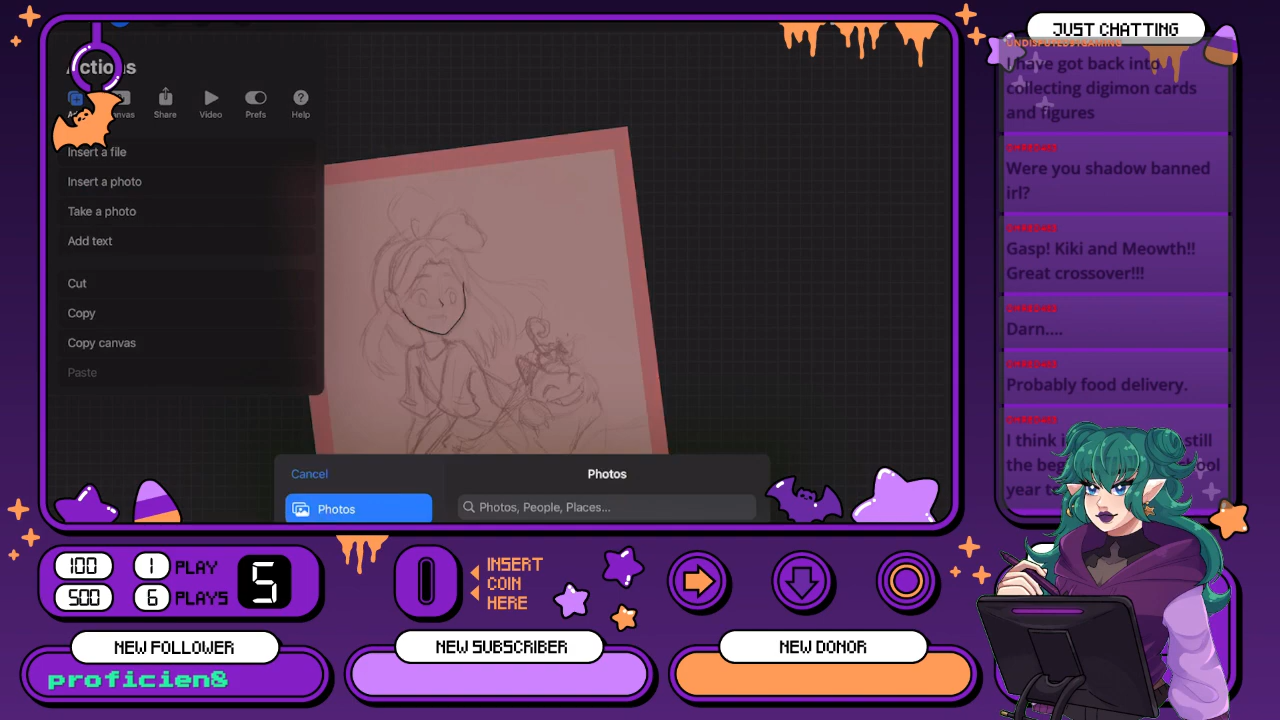 JUST CHATTING
UNDISPUTED91GAMING
I have got back into
collecting digimon cards
and figures
Were you shadow banned
irl?
Gasp! Kiki and Meowth!!
Great crossover!!!
Darn....
Probably food delivery.
I think
still
the beg
ool
year
Actions
Share
Video
Prefs
Help
Insert a file
Insert a photo
Take a photo
Add text
Cut
Copy
Copy canvas
Paste
Cancel
Photos
Photos
Photos, People, Places...
100
1 PLAY
500
6 PLAYS
5
INSERT
COIN
HERE
NEW FOLLOWER
proficien8
NEW SUBSCRIBER
NEW DONOR